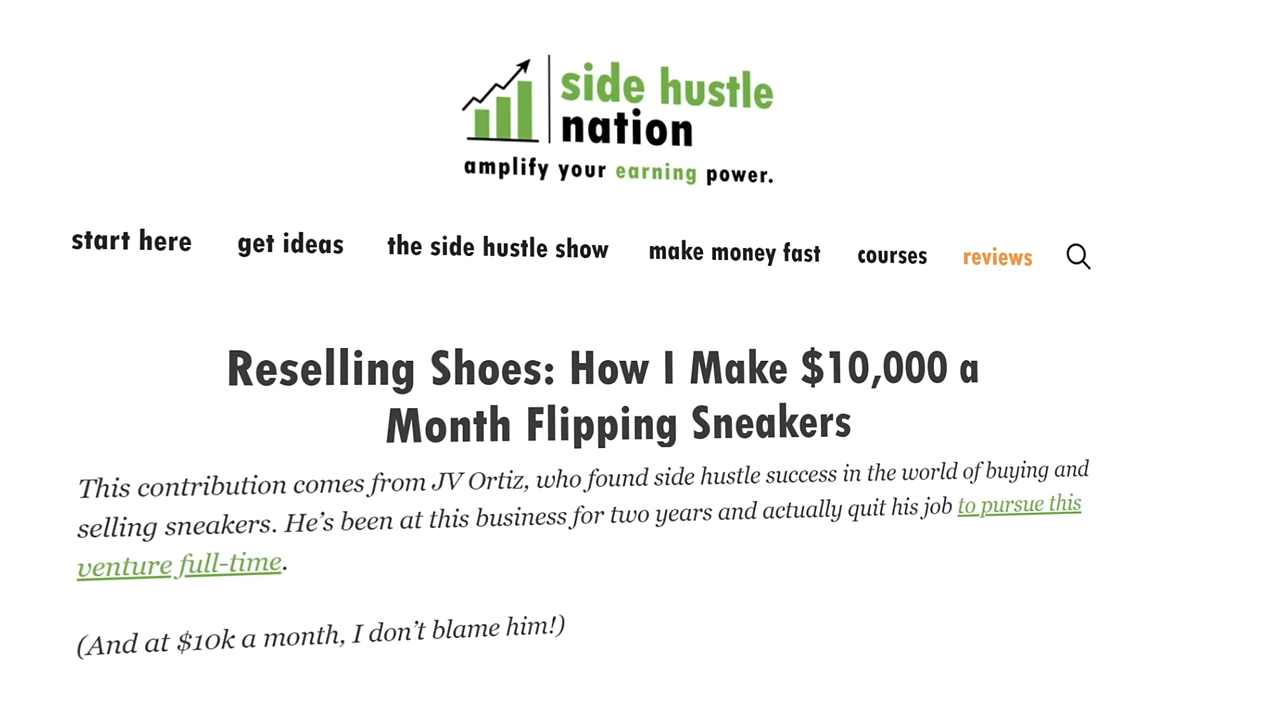 side hustle
nation
amplify your earning power.
start here get ideas the side hustle show make money fast courses reviews
Reselling Shoes: How I Make $10,000 a
Month Flipping Sneakers
This contribution comes from JV Ortiz, who found side hustle success in the world of buying and
selling sneakers. He’s been at this business for two years and actually quit his job to pursue this
venture full-time.
(And at $10k a month, I don’t blame him!)